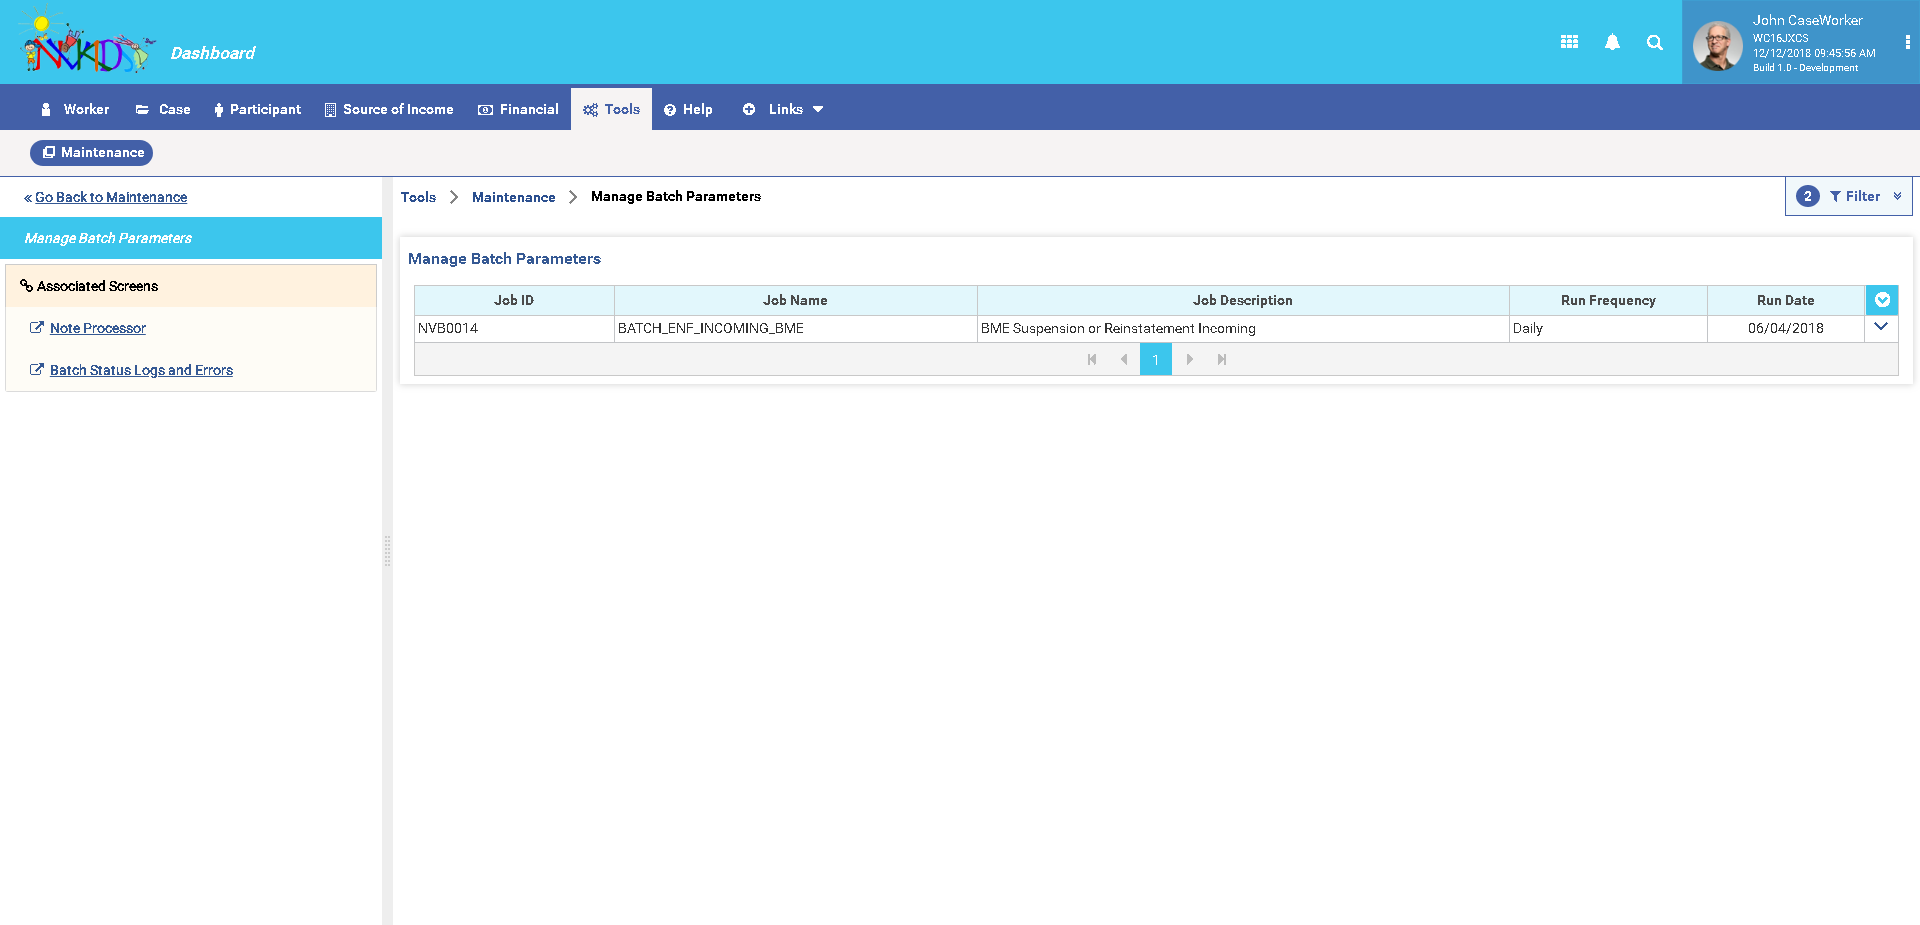 NVKIDS
Dashboard
John CaseWorker
WC16JXCS
12/12/2018 09:45:56 AM
Build 1.0 - Development
Worker Case Participant Source of Income Financial Tools Help Links
Maintenance
« Go Back to Maintenance
Tools > Maintenance > Manage Batch Parameters
2 Filter
Manage Batch Parameters
Associated Screens
Note Processor
Batch Status Logs and Errors
Manage Batch Parameters
Job ID Job Name Job Description Run Frequency Run Date
NVB0014 BATCH_ENF_INCOMING_BME BME Suspension or Reinstatement Incoming Daily 06/04/2018
1